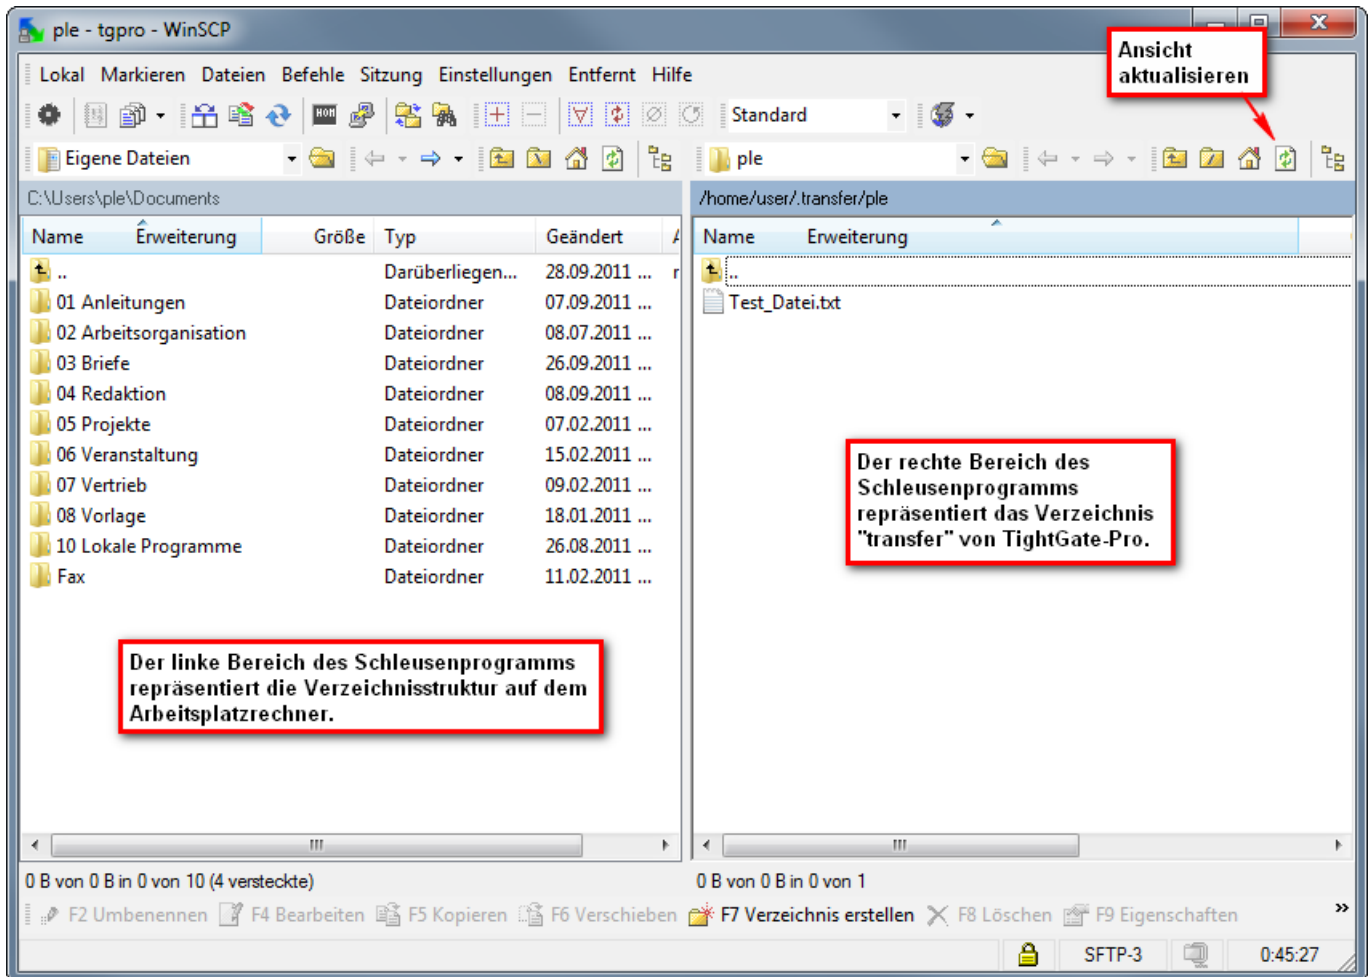 ple - tgpro - WinSCP
Ansicht
aktualisieren
Lokal Markieren Dateien Befehle Sitzung Einstellungen Entfernt Hilfe
Standard
Eigene Dateien
ple
C:\Users\ple\Documents
/home/user/.transfer/ple
Name Erweiterung Größe Typ Geändert
Name Erweiterung
.. Darüberliegen... 28.09.2011 ...
..
01 Anleitungen Dateiordner 07.09.2011 ...
Test_Datei.txt
02 Arbeitsorganisation Dateiordner 08.07.2011 ...
03 Briefe Dateiordner 26.09.2011 ...
04 Redaktion Dateiordner 08.09.2011 ...
05 Projekte Dateiordner 07.02.2011 ...
06 Veranstaltung Dateiordner 15.02.2011 ...
07 Vertrieb Dateiordner 09.02.2011 ...
08 Vorlage Dateiordner 18.01.2011 ...
10 Lokale Programme Dateiordner 26.08.2011 ...
Fax Dateiordner 11.02.2011 ...
Der rechte Bereich des
Schleusenprogramms
repräsentiert das Verzeichnis
"transfer" von TightGate-Pro.
Der linke Bereich des Schleusenprogramms
repräsentiert die Verzeichnisstruktur auf dem
Arbeitsplatzrechner.
0 B von 0 B in 0 von 10 (4 versteckte)
0 B von 0 B in 0 von 1
F2 Umbenennen F4 Bearbeiten F5 Kopieren F6 Verschieben F7 Verzeichnis erstellen F8 Löschen F9 Eigenschaften
SFTP-3 0:45:27